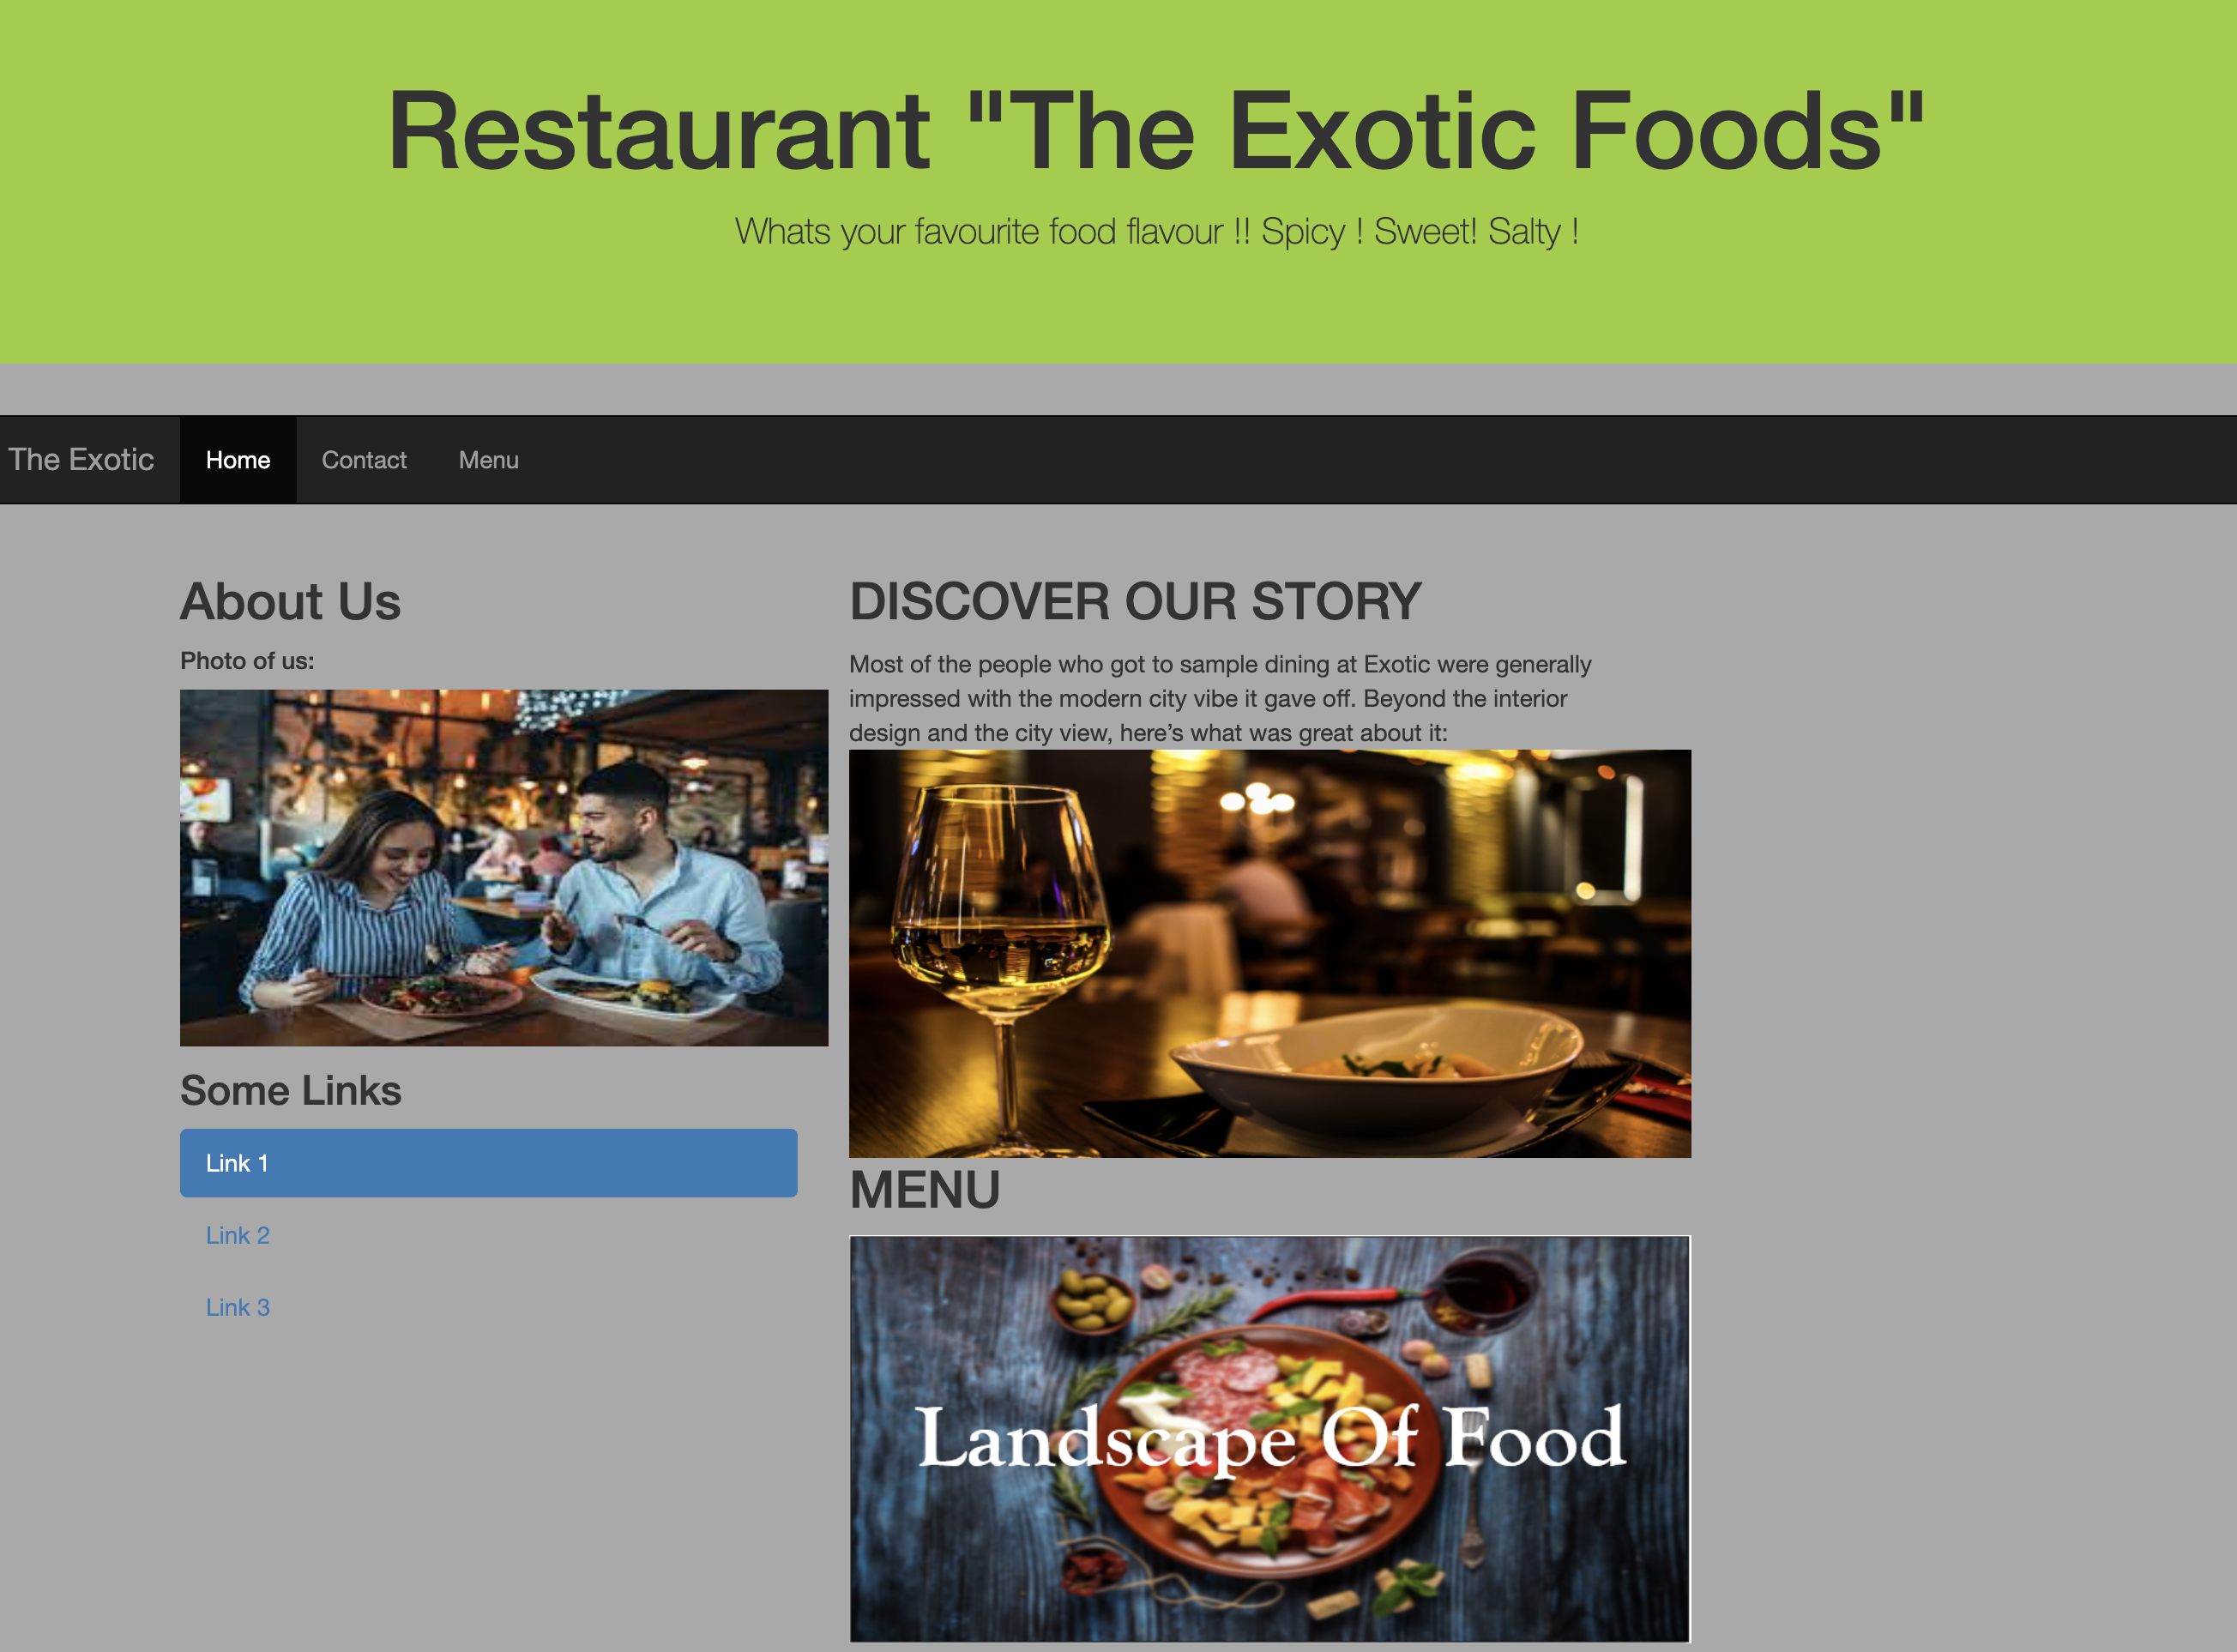 Restaurant "The Exotic Foods"
Whats your favourite food flavour !! Spicy ! Sweet! Salty !
The Exotic
Home
Contact
Menu
About Us
Photo of us:
Some Links
Link 1
Link 2
Link 3
DISCOVER OUR STORY
Most of the people who got to sample dining at Exotic were generally
impressed with the modern city vibe it gave off. Beyond the interior
design and the city view, here’s what was great about it:
MENU
Landscape Of Food